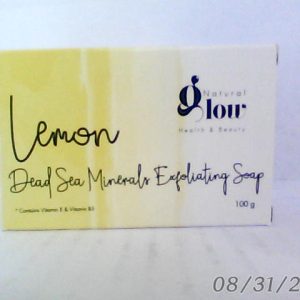 Lemon
Natural
glow
Health & Beauty
Dead Sea Minerals Exfoliating Soap
* Contains Vitamin E & Vitamin B3
100 g
08/31/2